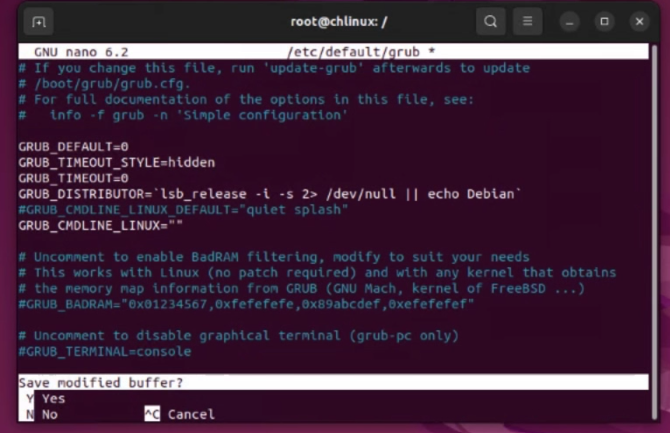 root@chlinux: /
GNU nano 6.2 /etc/default/grub *
# If you change this file, run 'update-grub' afterwards to update
# /boot/grub/grub.cfg.
# For full documentation of the options in this file, see:
#   info -f grub -n 'Simple configuration'
GRUB_DEFAULT=0
GRUB_TIMEOUT_STYLE=hidden
GRUB_TIMEOUT=0
GRUB_DISTRIBUTOR=`lsb_release -i -s 2> /dev/null || echo Debian`
#GRUB_CMDLINE_LINUX_DEFAULT="quiet splash"
GRUB_CMDLINE_LINUX=""
# Uncomment to enable BadRAM filtering, modify to suit your needs
# This works with Linux (no patch required) and with any kernel that obtains
# the memory map information from GRUB (GNU Mach, kernel of FreeBSD ...)
#GRUB_BADRAM="0x01234567,0xfefefefe,0x89abcdef,0xefefefef"
# Uncomment to disable graphical terminal (grub-pc only)
#GRUB_TERMINAL=console
Save modified buffer?
Y Yes
N No ^C Cancel